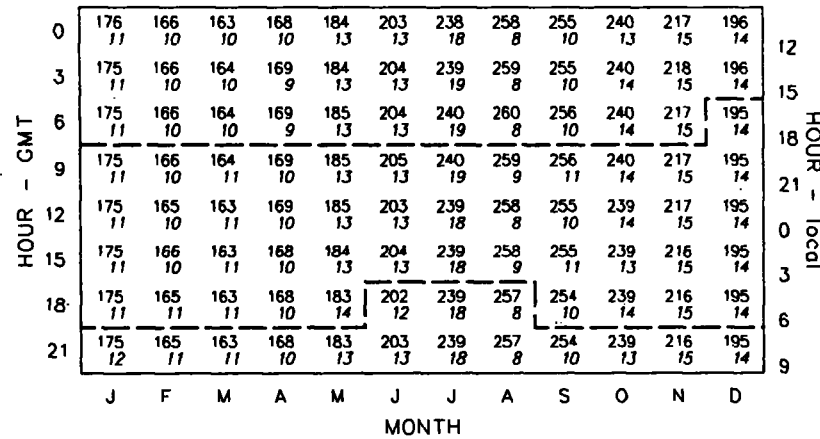 0 176 166 163 168 184 203 238 258 255 240 217 196
11 10 10 10 13 13 18 8 10 13 15 14 12
3 175 166 164 169 184 204 239 259 255 240 218 196
11 10 10 9 13 13 19 8 10 14 15 14 15
6 175 166 164 169 185 204 240 260 256 240 217 195
11 10 10 9 13 13 19 8 10 14 15 14 18
9 175 166 164 169 185 205 240 259 256 240 217 195
11 10 11 10 13 13 19 9 11 14 15 14 21
12 175 165 163 169 185 203 239 258 255 239 217 195
11 10 11 10 13 13 18 8 10 14 15 14 0
15 175 166 163 168 184 204 239 258 255 239 216 195
11 10 11 10 13 13 18 9 11 13 15 14 3
18 175 165 163 168 183 202 239 257 254 239 216 195
11 11 11 10 14 12 18 8 10 14 15 14 6
21 175 165 163 168 183 203 239 257 254 239 216 195
12 11 11 10 13 13 18 8 10 13 15 14 9
J F M A M J J A S O N D
MONTH
HOUR - GMT
HOUR - local